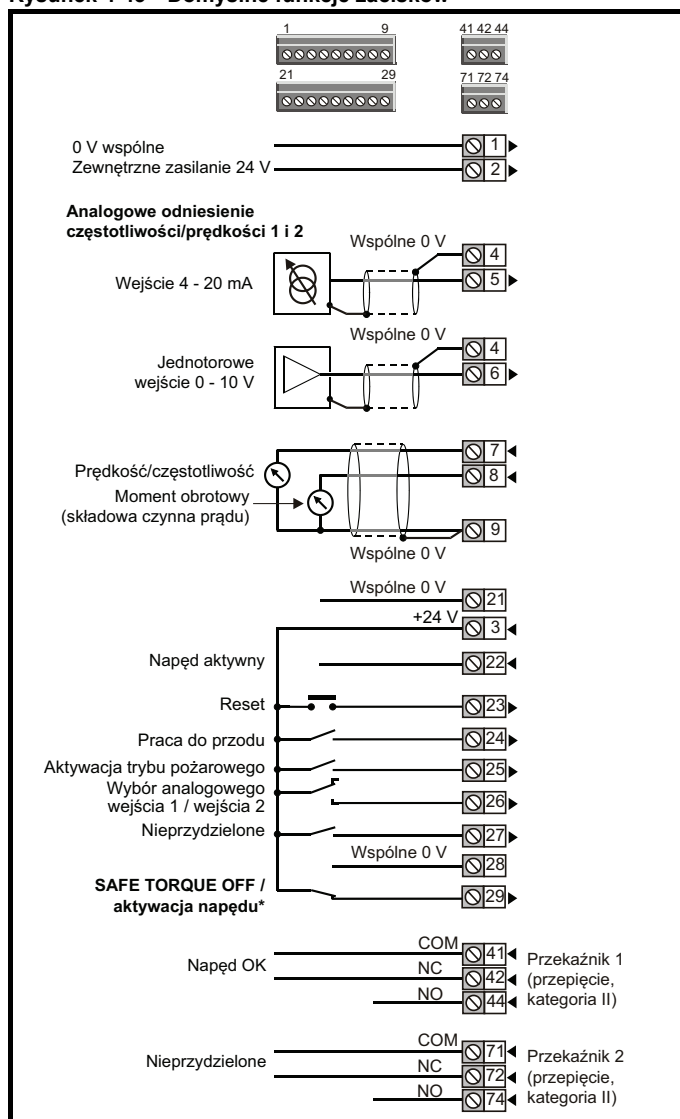 1 9 41 42 44
21 29 71 72 74
0 V wspólne 1
Zewnętrzne zasilanie 24 V 2
Analogowe odniesienie
częstotliwości/prędkości 1 i 2
Wspólne 0 V 4
Wejście 4 - 20 mA 5
Wspólne 0 V 4
Jednotorowe
wejście 0 - 10 V 6
7
Prędkość/częstotliwość 8
Moment obrotowy
(składowa czynna prądu)
9
Wspólne 0 V
Wspólne 0 V 21
+24 V 3
Napęd aktywny 22
Reset 23
Praca do przodu 24
Aktywacja trybu pożarowego 25
Wybór analogowego
wejścia 1 / wejścia 2 26
Nieprzydzielone 27
Wspólne 0 V 28
SAFE TORQUE OFF /
aktywacja napędu* 29
COM 41 Przekaźnik 1
Napęd OK NC 42 (przepięcie,
NO 44 kategoria II)
COM 71 Przekaźnik 2
Nieprzydzielone NC 72 (przepięcie,
NO 74 kategoria II)